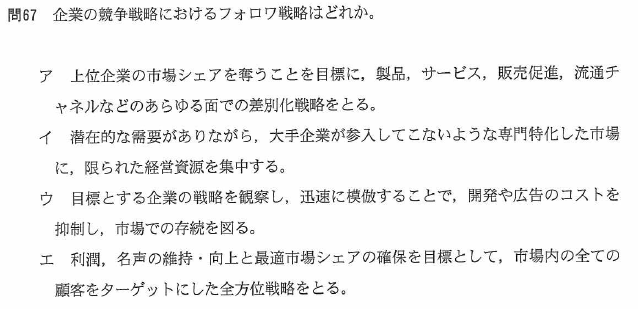 問67 企業の競争戦略におけるフォロワ戦略はどれか。
ア 上位企業の市場シェアを奪うことを目標に，製品，サービス，販売促進，流通チ
ャネルなどのあらゆる面での差別化戦略をとる。
イ 潜在的な需要がありながら，大手企業が参入してこないような専門特化した市場
に，限られた経営資源を集中する。
ウ 目標とする企業の戦略を観察し，迅速に模倣することで，開発や広告のコストを
抑制し，市場での存続を図る。
エ 利潤，名声の維持・向上と最適市場シェアの確保を目標として，市場内の全ての
顧客をターゲットにした全方位戦略をとる。